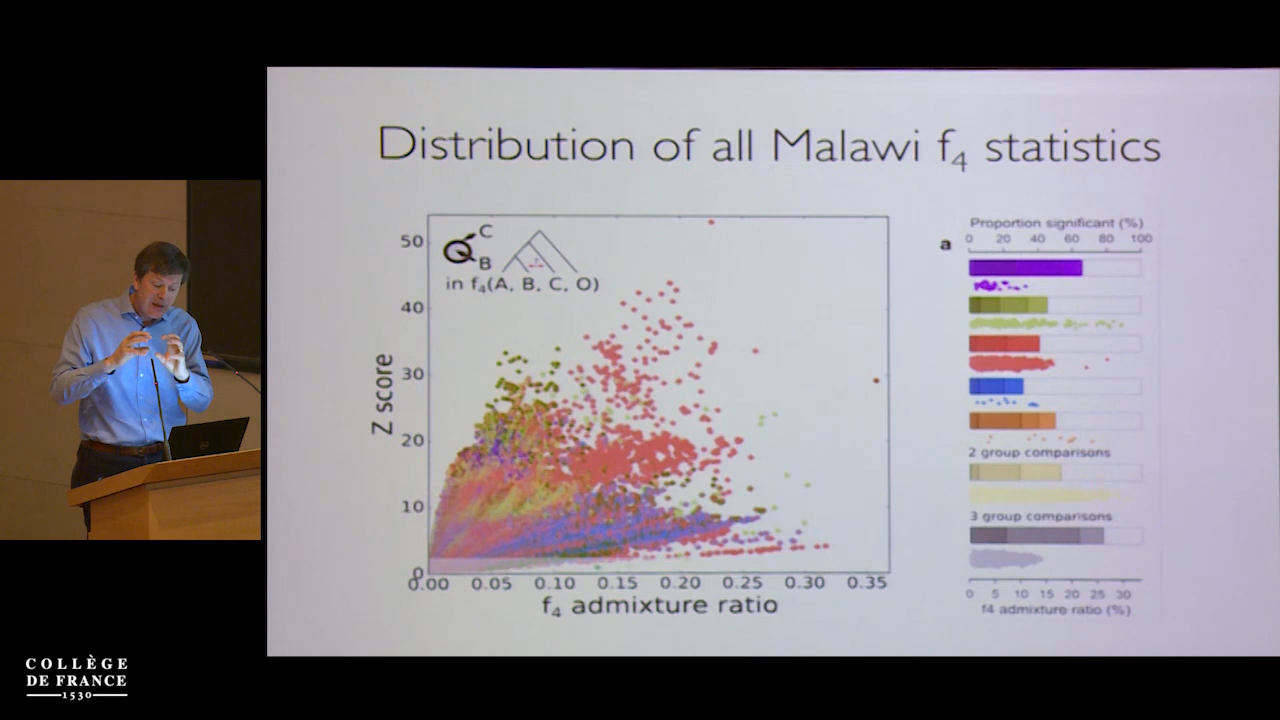 Distribution of all Malawi f4 statistics
C
B
in f4(A, B, C, O)
Z score
50
40
30
20
10
0
0.00 0.05 0.10 0.15 0.20 0.25 0.30 0.35
f4 admixture ratio
a
Proportion significant (%)
0 20 40 60 80 100
2 group comparisons
3 group comparisons
0 5 10 15 20 25 30
f4 admixture ratio (%)
COLLÈGE
DE FRANCE
1530